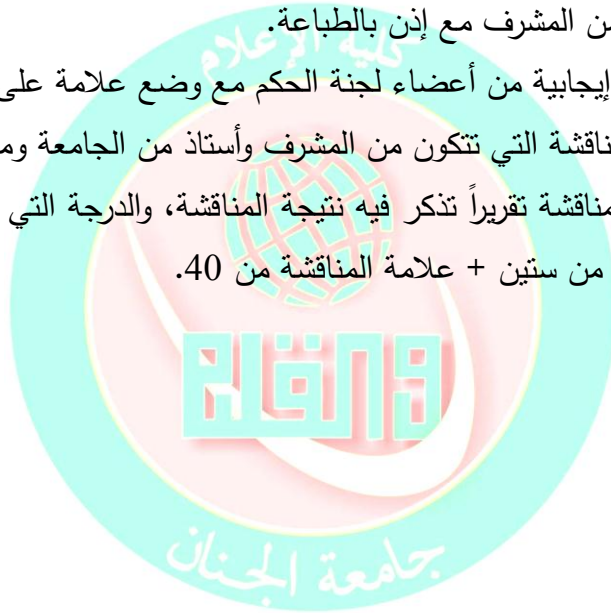 ن المشرف مع إذن بالطباعة.
إيجابية من أعضاء لجنة الحكم مع وضع علامة على
ناقشة التي تتكون من المشرف وأستاذ من الجامعة وم
مناقشة تقريراً تذكر فيه نتيجة المناقشة، والدرجة التي
من ستين + علامة المناقشة من 40.
كلية الإعلام
والقلم
جامعة الجنان